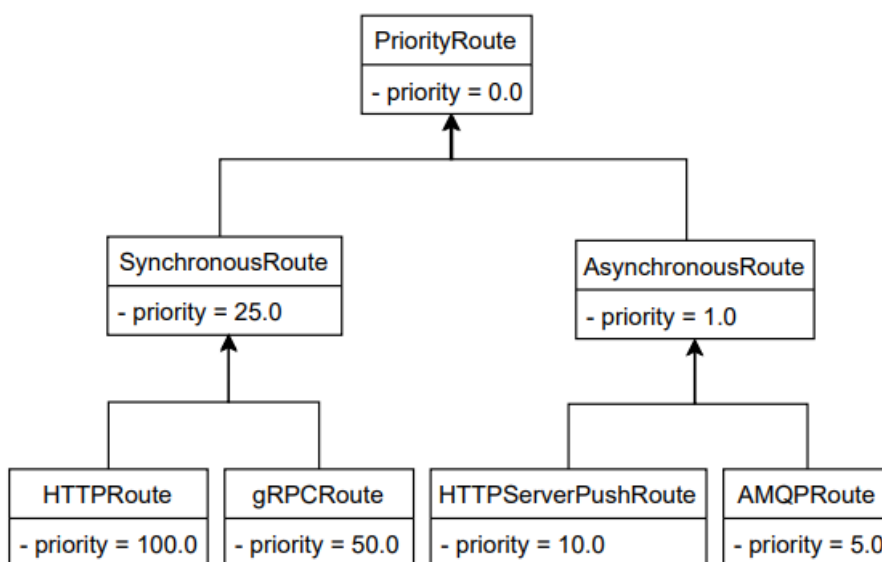 PriorityRoute
- priority = 0.0
SynchronousRoute
- priority = 25.0
AsynchronousRoute
- priority = 1.0
HTTPRoute
- priority = 100.0
gRPCRoute
- priority = 50.0
HTTPServerPushRoute
- priority = 10.0
AMQPRoute
- priority = 5.0